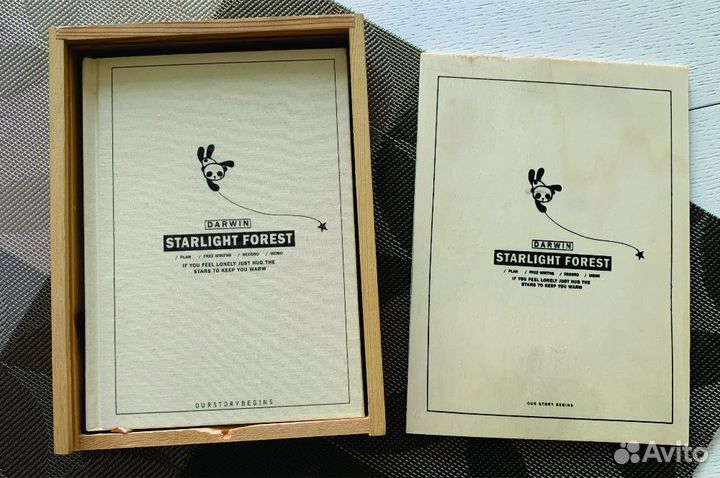 DARWIN
STARLIGHT FOREST
/ PLAN / FREE WRITNG / RECORD / MEMO
IF YOU FEEL LONELY JUST HUG THE
STARS TO KEEP YOU WARM
OURSTORYBEGINS
DARWIN
STARLIGHT FOREST
/ PLAN / FREE WRITNG / RECORD / MEMO
IF YOU FEEL LONELY JUST HUG THE
STARS TO KEEP YOU WARM
OUR STORY BEGINS
Avito